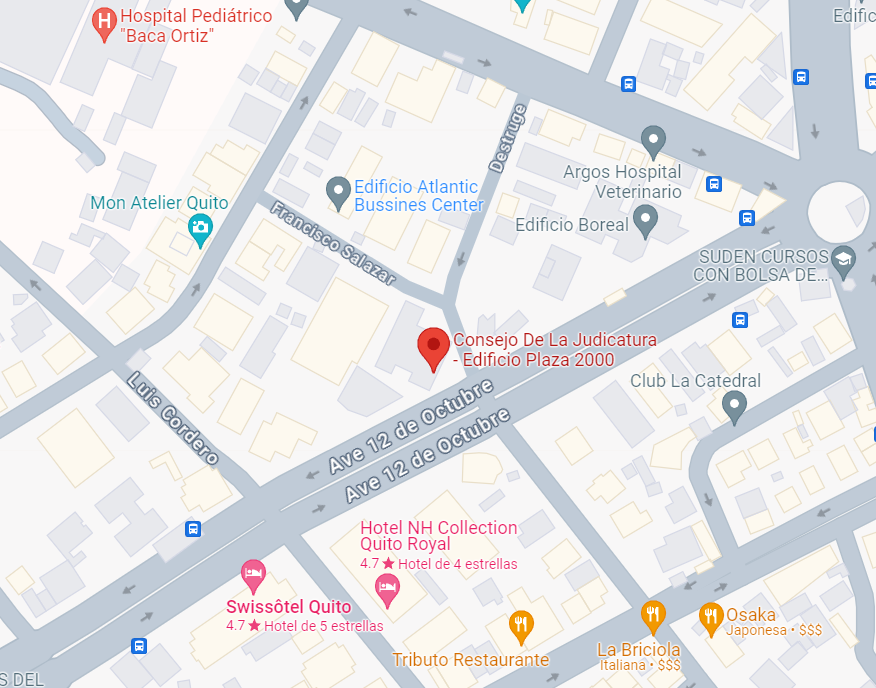 Hospital Pediátrico
"Baca Ortiz"
Edific
Destruge
Argos Hospital
Veterinario
Edificio Atlantic
Bussines Center
Mon Atelier Quito
Francisco Salazar
Edificio Boreal
SUDEN CURSOS
CON BOLSA DE...
Consejo De La Judicatura
- Edificio Plaza 2000
Club La Catedral
Luis Cordero
Ave 12 de Octubre
Ave 12 de Octubre
Hotel NH Collection
Quito Royal
4.7★ Hotel de 4 estrellas
Swissôtel Quito
4.7★ Hotel de 5 estrellas
Tributo Restaurante
La Briciola
Italiana • $$$
Osaka
Japonesa • $$$
S DEL